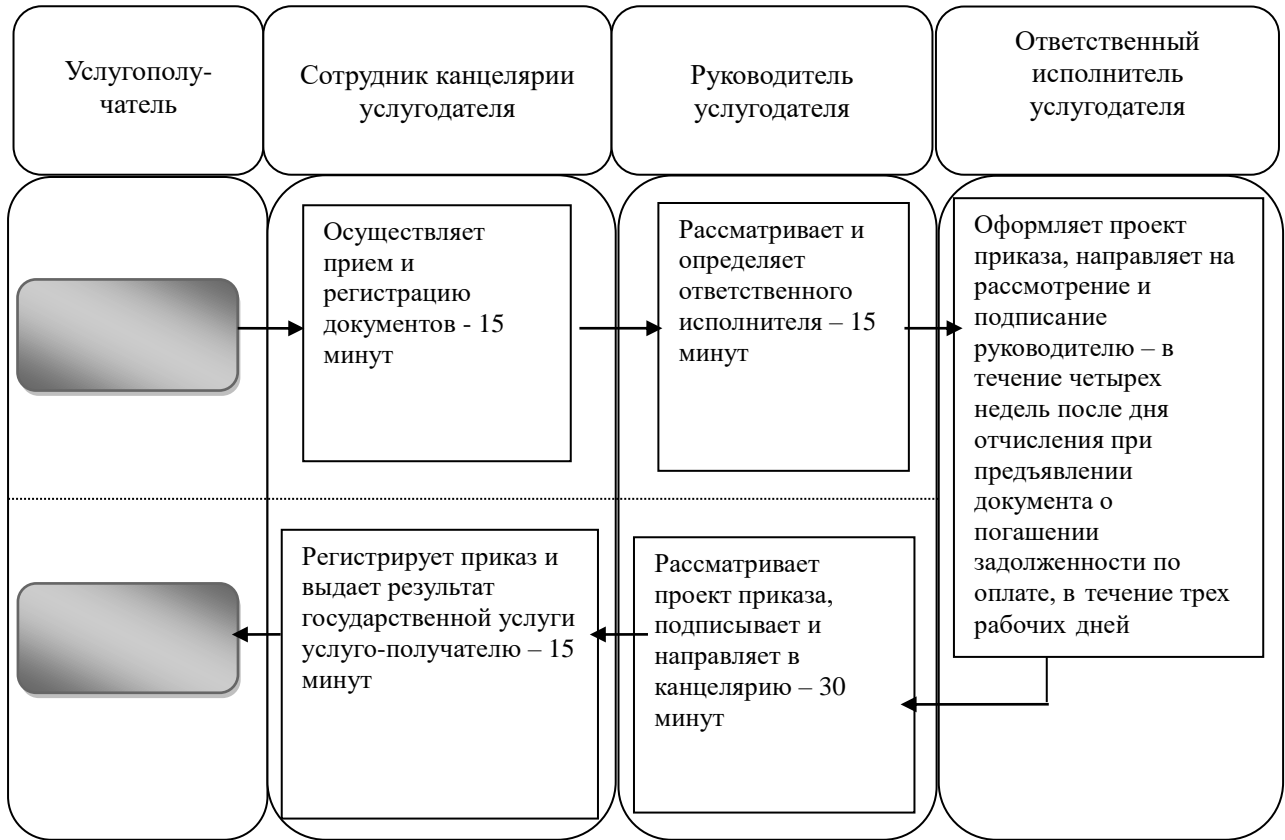 Услугополу-
чатель
Сотрудник канцелярии
услугодателя
Руководитель
услугодателя
Ответственный
исполнитель
услугодателя
Осуществляет
прием и
регистрацию
документов - 15
минут
Рассматривает и
определяет
ответственного
исполнителя – 15
минут
Оформляет проект
приказа, направляет на
рассмотрение и
подписание
руководителю – в
течение четырех
недель после дня
отчисления при
предъявлении
документа о
погашении
задолженности по
оплате, в течение трех
рабочих дней
Регистрирует приказ и
выдает результат
государственной услуги
услуго-получателю – 15
минут
Рассматривает
проект приказа,
подписывает и
направляет в
канцелярию – 30
минут